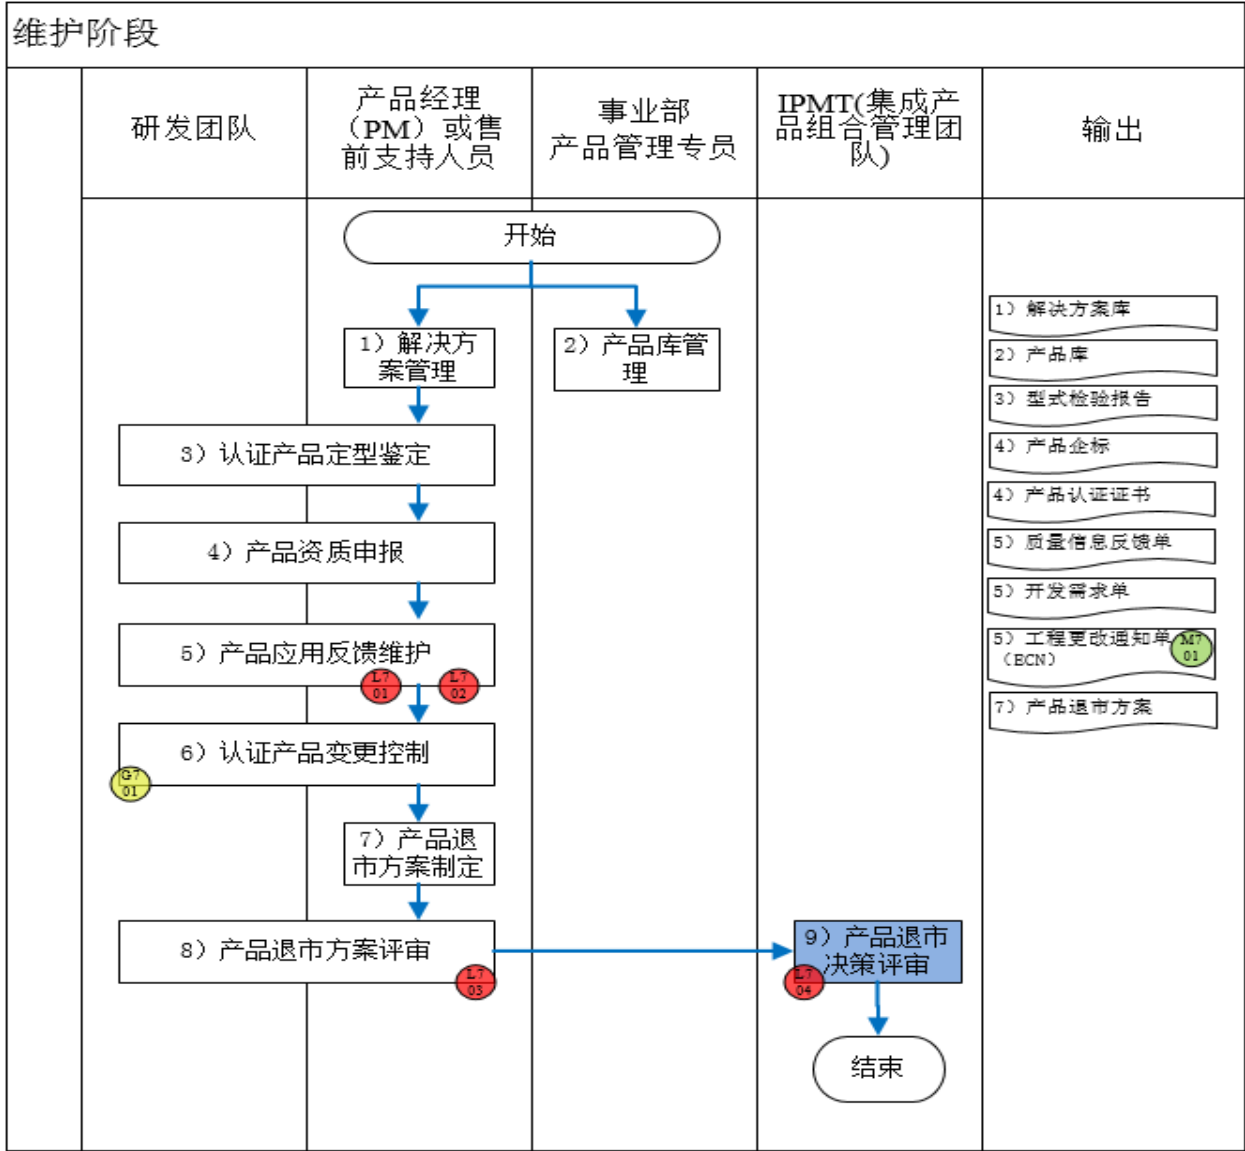 维护阶段
研发团队
产品经理
（PM）或售
前支持人员
事业部
产品管理专员
IPMT(集成产
品组合管理团
队)
输出
开始
1）解决方
案管理
2）产品库管
理
3）认证产品定型鉴定
4）产品资质申报
5）产品应用反馈维护
L7
01
L7
02
6）认证产品变更控制
G7
01
7）产品退
市方案制定
8）产品退市方案评审
L7
03
9）产品退市
决策评审
L7
04
结束
1）解决方案库
2）产品库
3）型式检验报告
4）产品企标
4）产品认证证书
5）质量信息反馈单
5）开发需求单
5）工程更改通知单
（ECN）
M7
01
7）产品退市方案